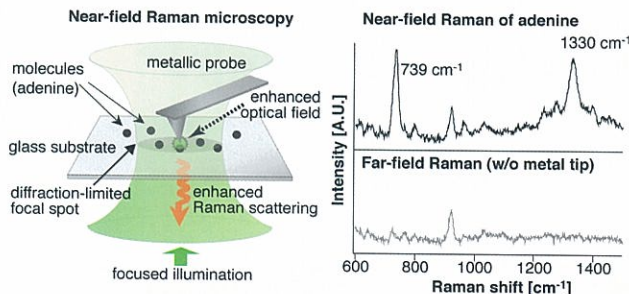 Near-field Raman microscopy
molecules
(adenine)
metallic probe
enhanced
optical field
glass substrate
diffraction-limited
focal spot
enhanced
Raman scattering
focused illumination
Near-field Raman of adenine
1330 cm⁻¹
739 cm⁻¹
Intensity [A.U.]
Far-field Raman (w/o metal tip)
600 800 1000 1200 1400
Raman shift [cm⁻¹]